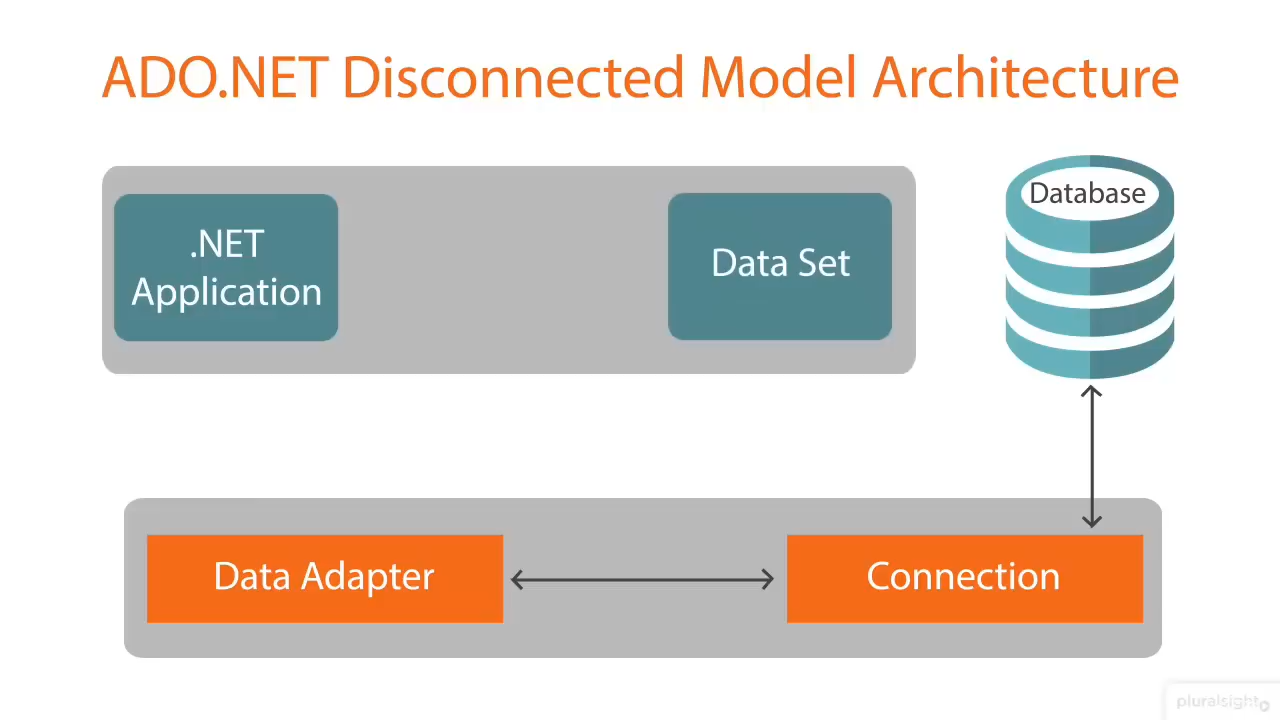 ADO.NET Disconnected Model Architecture
.NET
Application
Data Set
Database
Data Adapter
Connection
pluralsight